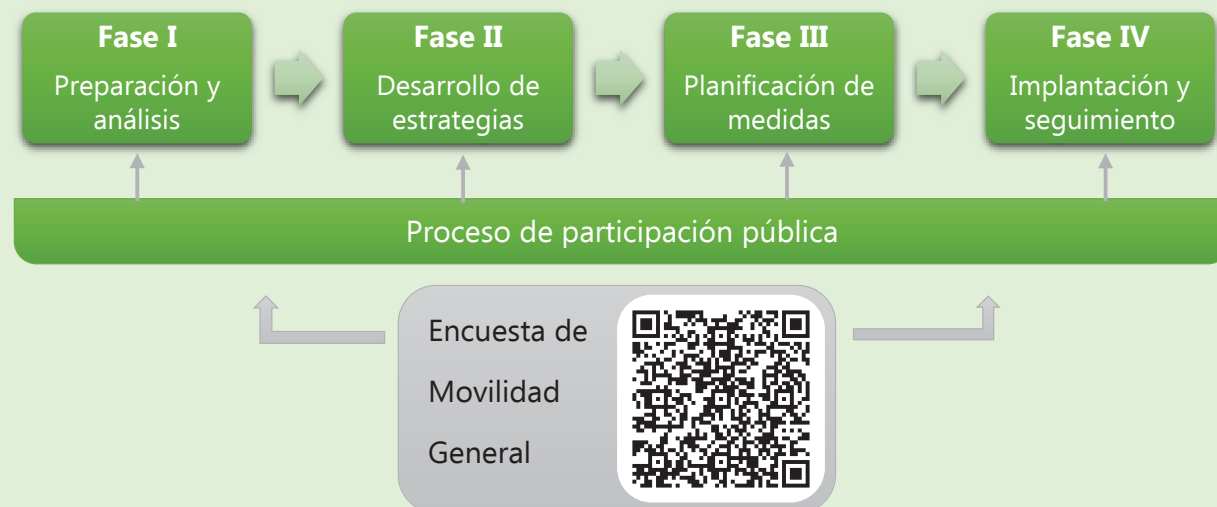 Fase I
Preparación y
análisis
Fase II
Desarrollo de
estrategias
Fase III
Planificación de
medidas
Fase IV
Implantación y
seguimiento
Proceso de participación pública
Encuesta de
Movilidad
General